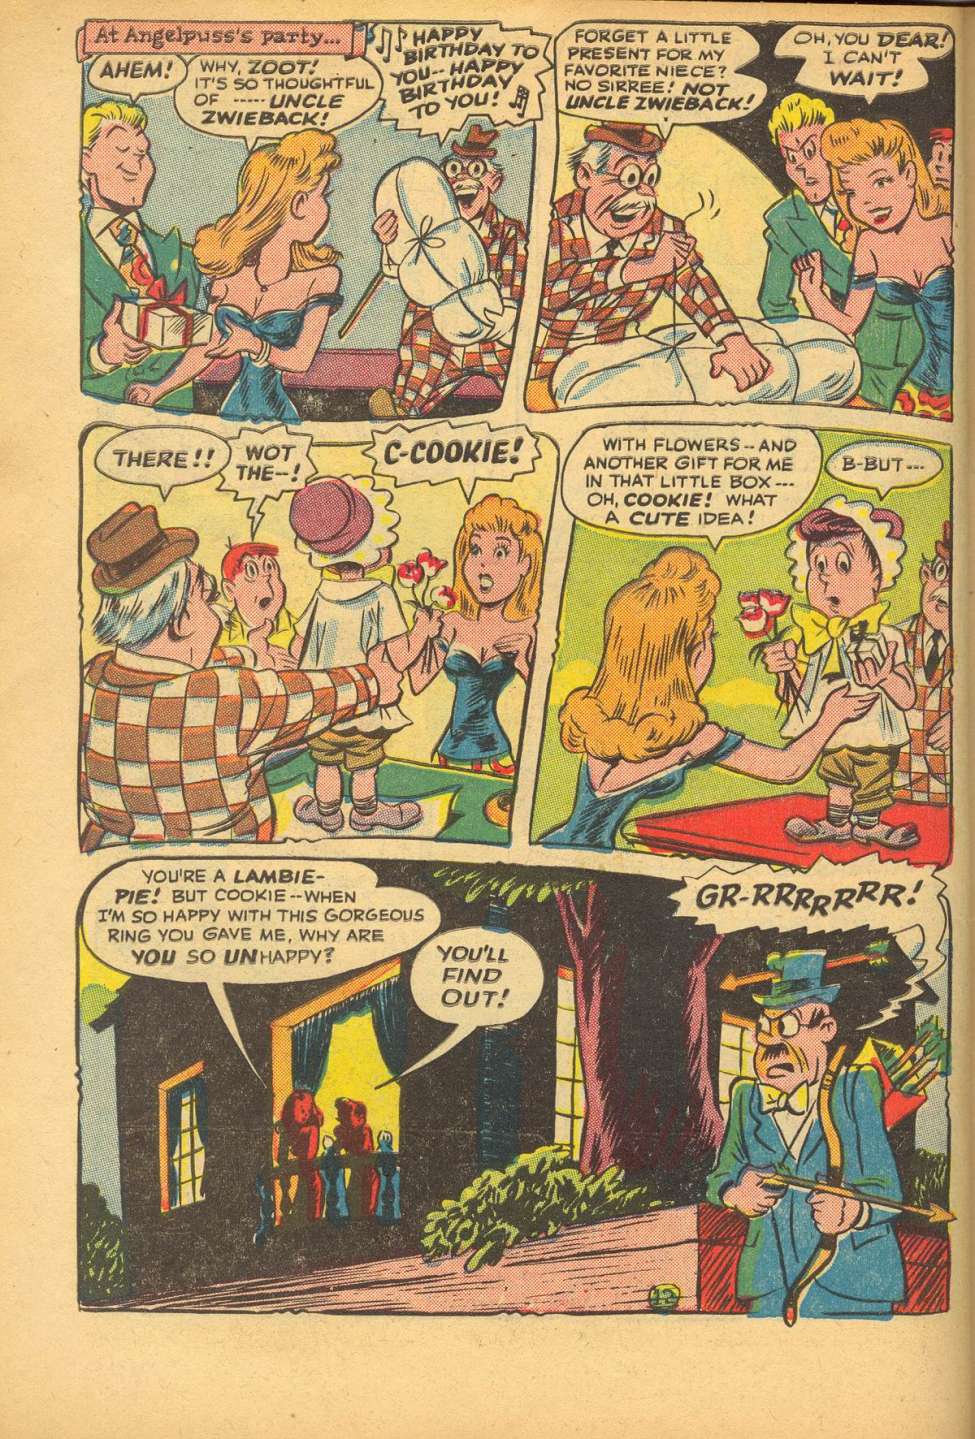 At Angelpuss's party...
AHEM!
WHY, ZOOT!
IT'S SO THOUGHTFUL
OF ----- UNCLE
ZWIEBACK!
HAPPY
BIRTHDAY TO
YOU-- HAPPY
BIRTHDAY
TO YOU!
FORGET A LITTLE
PRESENT FOR MY
FAVORITE NIECE?
NO SIRREE! NOT
UNCLE ZWIEBACK!
OH, YOU DEAR!
I CAN'T
WAIT!
THERE!!
WOT
THE--!
C-COOKIE!
WITH FLOWERS -- AND
ANOTHER GIFT FOR ME
IN THAT LITTLE BOX ---
OH, COOKIE! WHAT
A CUTE IDEA!
B-BUT---
YOU'RE A LAMBIE-
PIE! BUT COOKIE -- WHEN
I'M SO HAPPY WITH THIS GORGEOUS
RING YOU GAVE ME, WHY ARE
YOU SO UNHAPPY?
YOU'LL
FIND
OUT!
GR-RRRRRRR!